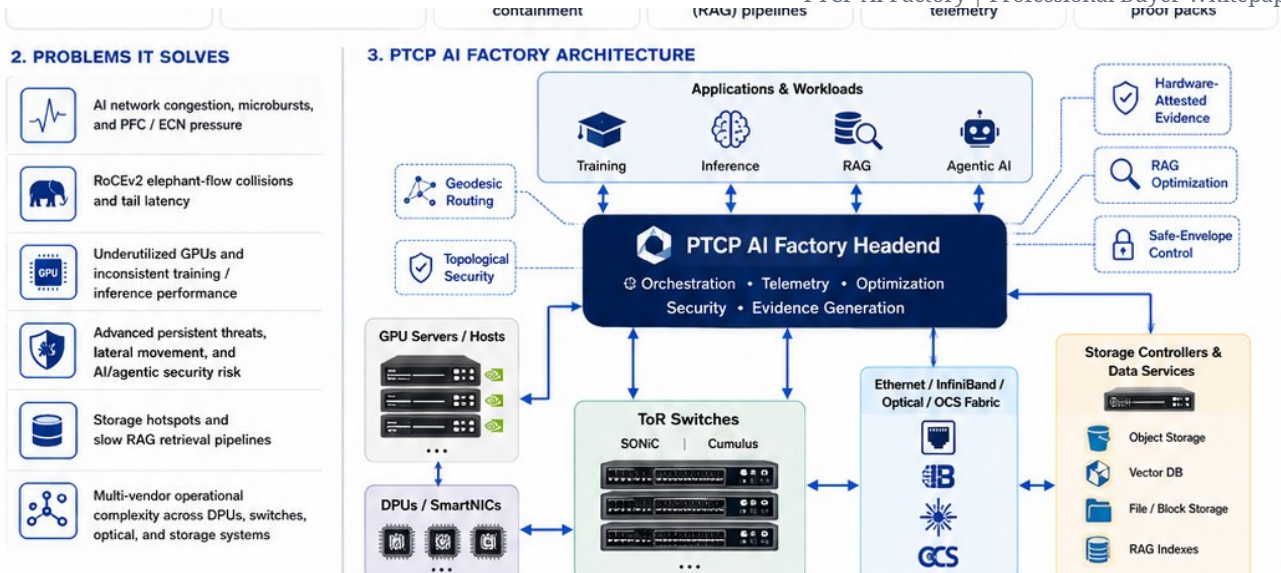 PTCP AI Factory | Professional Buyer Whitepaper
containment
(RAG) pipelines
telemetry
proof packs
2. PROBLEMS IT SOLVES
AI network congestion, microbursts,
and PFC / ECN pressure
RoCEv2 elephant-flow collisions
and tail latency
GPU
Underutilized GPUs and
inconsistent training /
inference performance
Advanced persistent threats,
lateral movement, and
AI/agentic security risk
Storage hotspots and
slow RAG retrieval pipelines
Multi-vendor operational
complexity across DPUs, switches,
optical, and storage systems
3. PTCP AI FACTORY ARCHITECTURE
Applications & Workloads
Training
Inference
RAG
Agentic AI
Geodesic
Routing
Topological
Security
Hardware-
Attested
Evidence
RAG
Optimization
Safe-Envelope
Control
PTCP AI Factory Headend
Orchestration • Telemetry • Optimization
Security • Evidence Generation
GPU Servers / Hosts
...
DPUs / SmartNICs
...
ToR Switches
SONiC | Cumulus
...
Ethernet / InfiniBand /
Optical / OCS Fabric
Storage Controllers &
Data Services
Object Storage
Vector DB
File / Block Storage
RAG Indexes